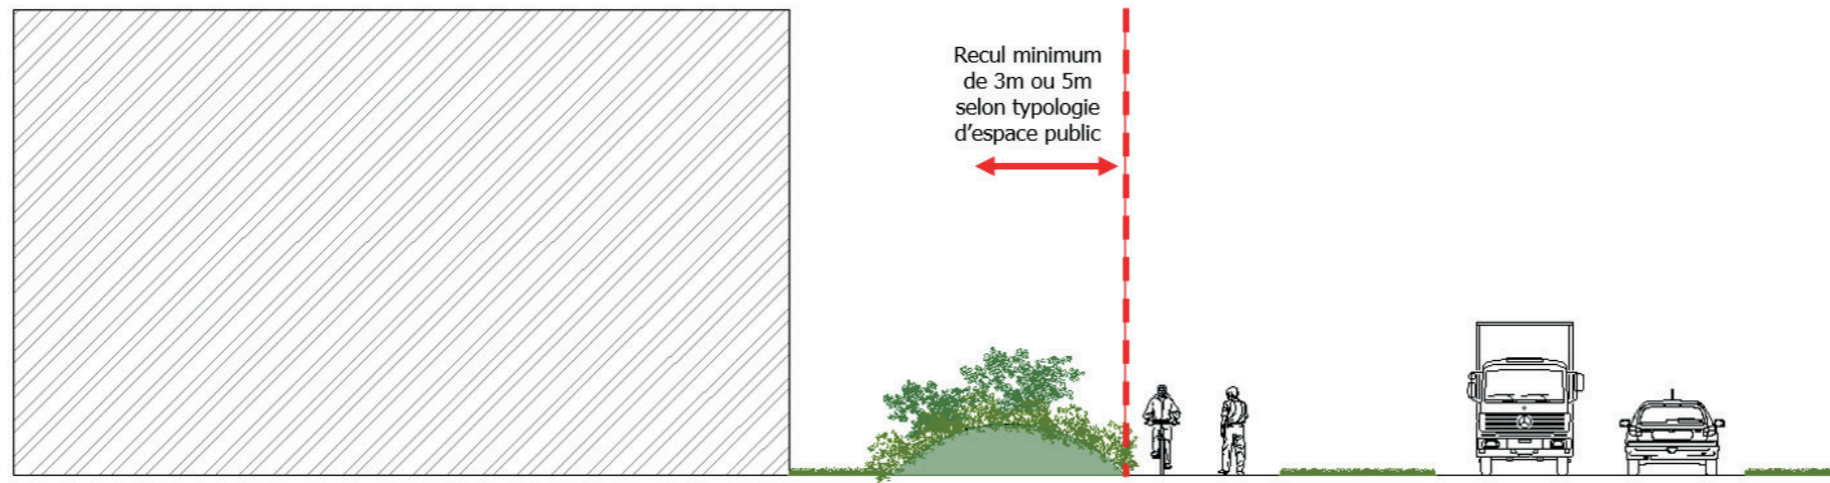 Recul minimum
de 3m ou 5m
selon typologie
d’espace public